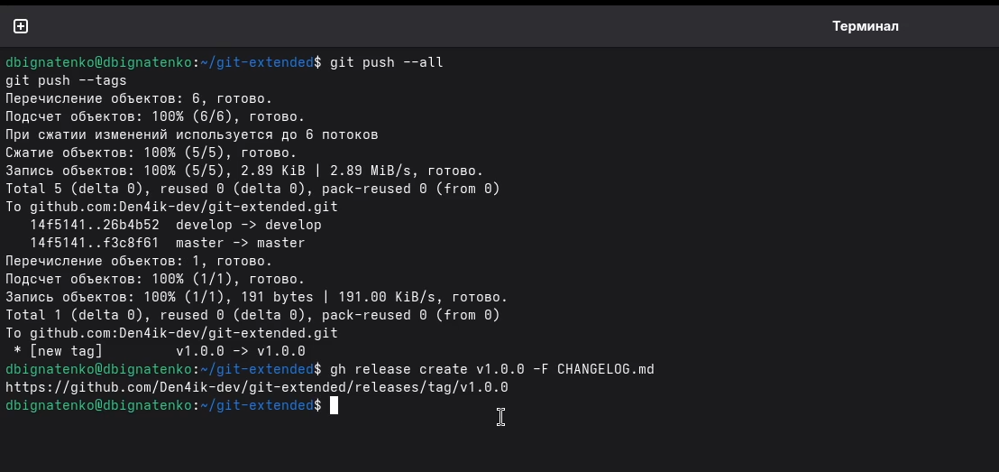 Терминал
dbignatenko@dbignatenko:~/git-extended$ git push --all
git push --tags
Перечисление объектов: 6, готово.
Подсчет объектов: 100% (6/6), готово.
При сжатии изменений используется до 6 потоков
Сжатие объектов: 100% (5/5), готово.
Запись объектов: 100% (5/5), 2.89 KiB | 2.89 MiB/s, готово.
Total 5 (delta 0), reused 0 (delta 0), pack-reused 0 (from 0)
To github.com:Den4ik-dev/git-extended.git
   14f5141..26b4b52  develop -> develop
   14f5141..f3c8f61  master -> master
Перечисление объектов: 1, готово.
Подсчет объектов: 100% (1/1), готово.
Запись объектов: 100% (1/1), 191 bytes | 191.00 KiB/s, готово.
Total 1 (delta 0), reused 0 (delta 0), pack-reused 0 (from 0)
To github.com:Den4ik-dev/git-extended.git
 * [new tag]         v1.0.0 -> v1.0.0
dbignatenko@dbignatenko:~/git-extended$ gh release create v1.0.0 -F CHANGELOG.md
https://github.com/Den4ik-dev/git-extended/releases/tag/v1.0.0
dbignatenko@dbignatenko:~/git-extended$